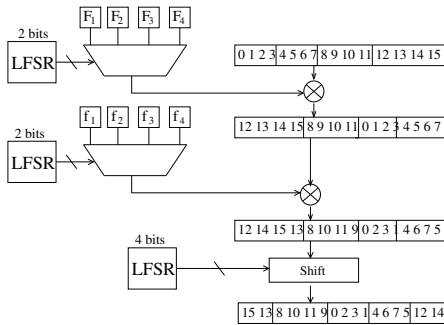 F1 F2 F3 F4
2 bits
LFSR
0 1 2 3 4 5 6 7 8 9 10 11 12 13 14 15
f1 f2 f3 f4
2 bits
LFSR
12 13 14 15 8 9 10 11 0 1 2 3 4 5 6 7
12 14 15 13 8 10 11 9 0 2 3 1 4 6 7 5
4 bits
LFSR
Shift
15 13 8 10 11 9 0 2 3 1 4 6 7 5 12 14